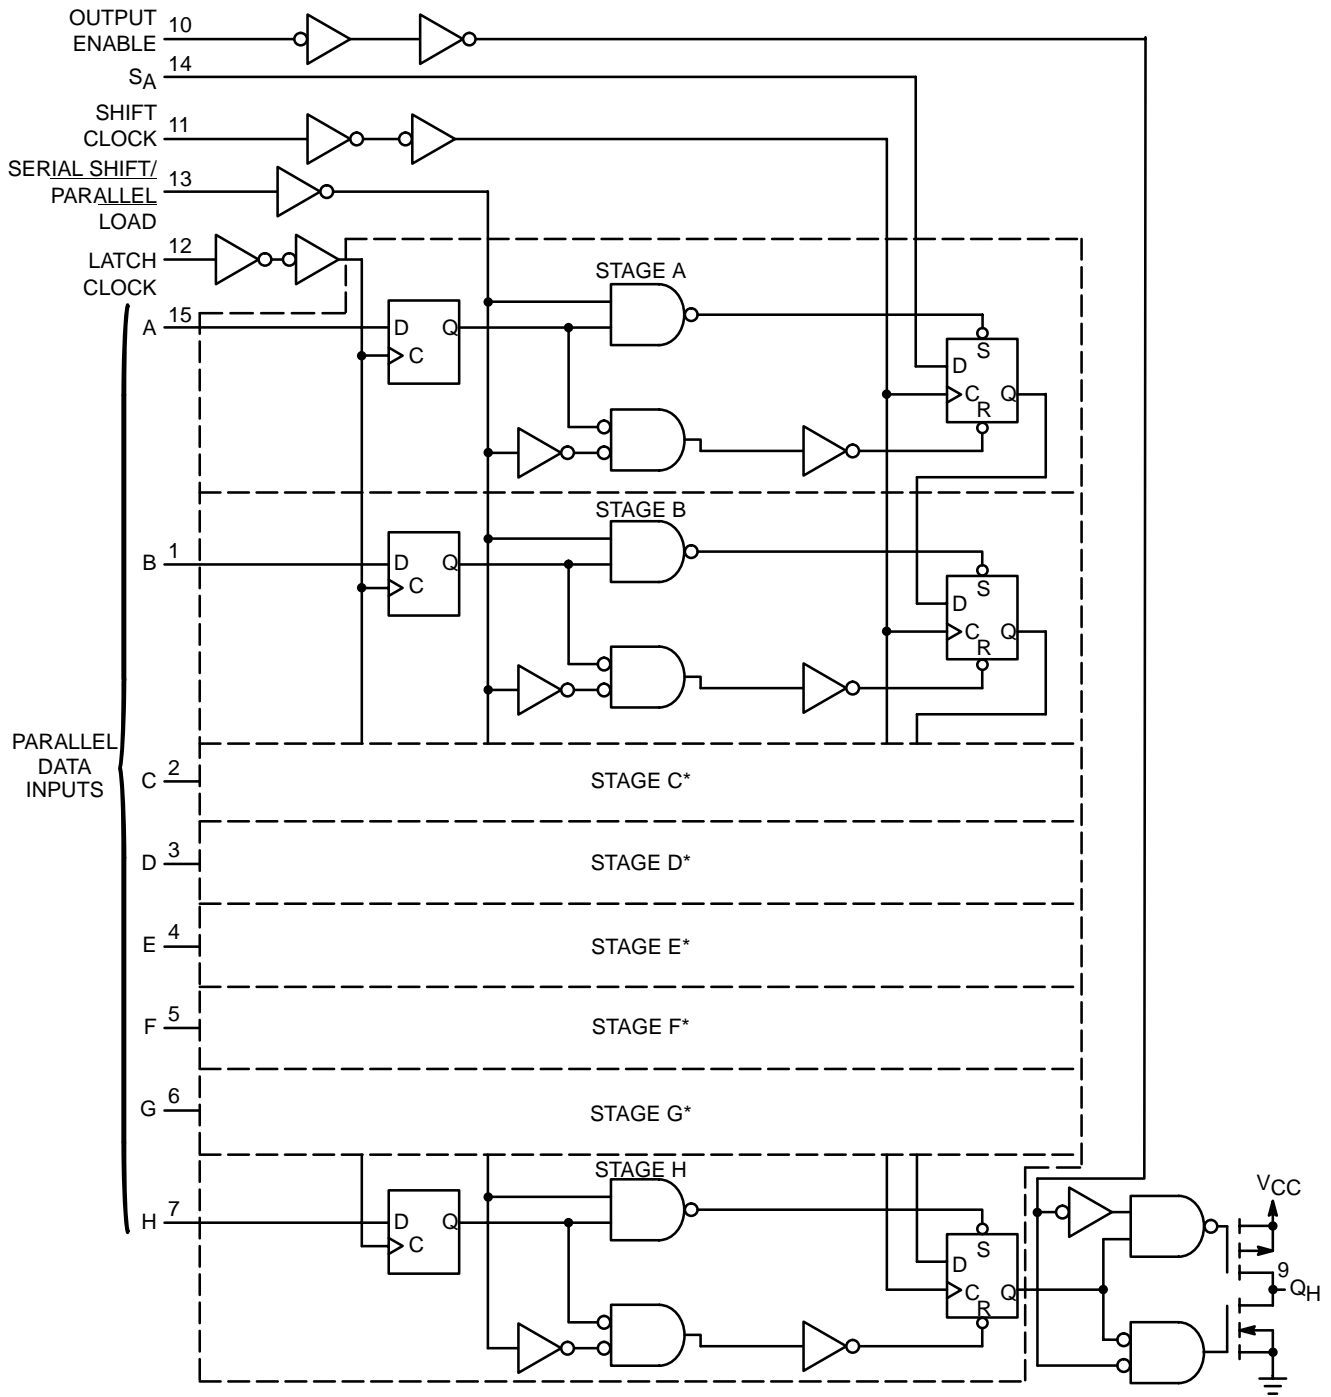 OUTPUT
ENABLE 10
SA 14
SHIFT
CLOCK 11
SERIAL SHIFT/
PARALLEL 13
LOAD
LATCH 12
CLOCK
STAGE A
A 15
D Q
C
S
D
C Q
R
STAGE B
B 1
D Q
C
S
D
C Q
R
PARALLEL
DATA
INPUTS
C 2
STAGE C*
D 3
STAGE D*
E 4
STAGE E*
F 5
STAGE F*
G 6
STAGE G*
STAGE H
H 7
D Q
C
S
D
C Q
R
VCC
9
QH